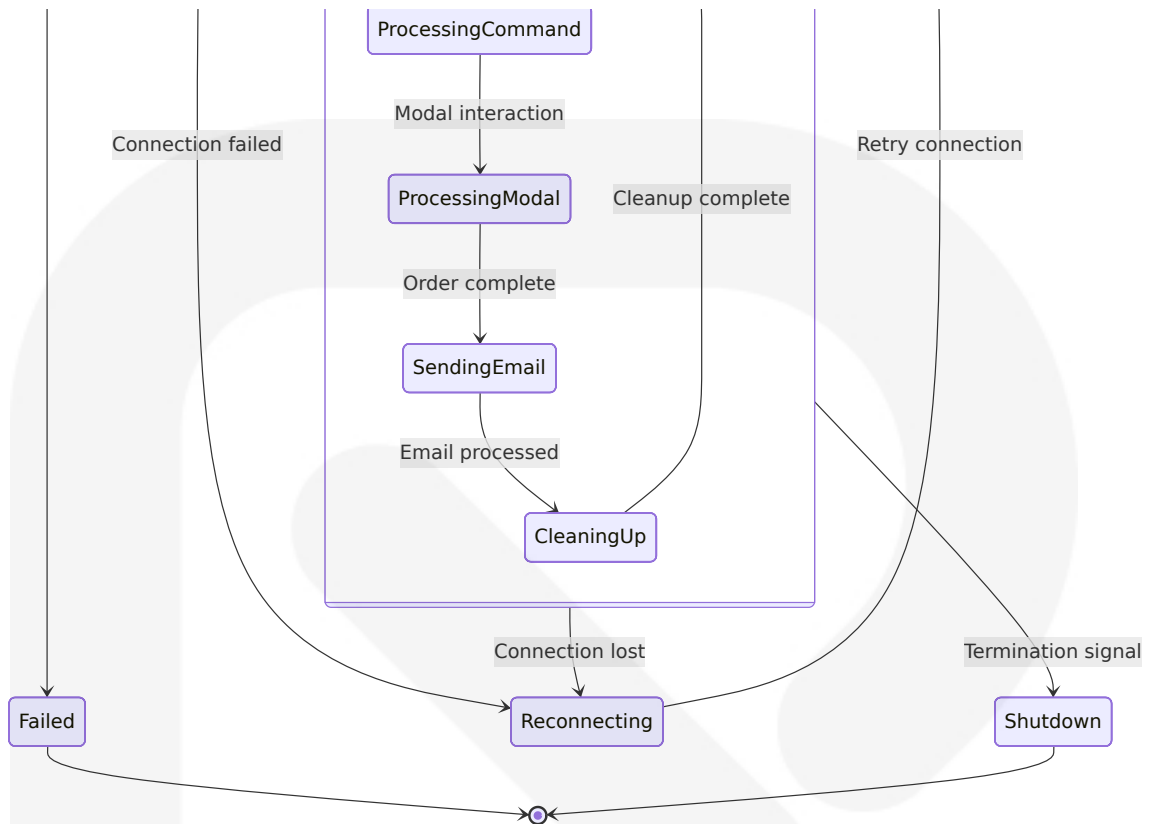 ProcessingCommand
Modal interaction
Connection failed
Retry connection
ProcessingModal
Cleanup complete
Order complete
SendingEmail
Email processed
CleaningUp
Connection lost
Termination signal
Failed
Reconnecting
Shutdown